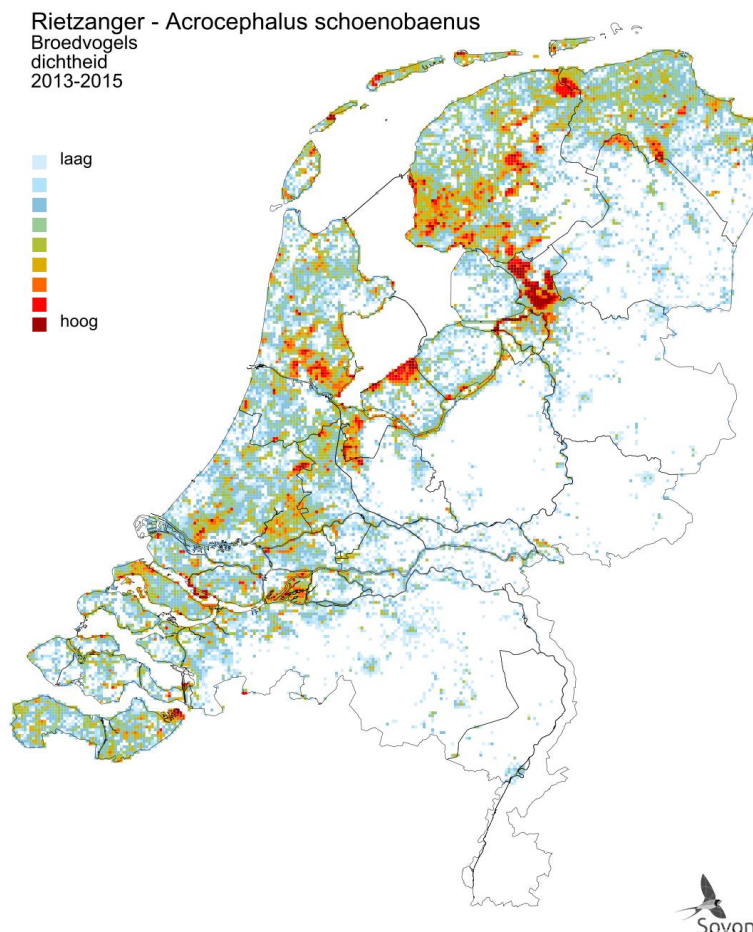 Rietzanger - Acrocephalus schoenobaenus
Broedvogels
dichtheid
2013-2015
laag
hoog
Sovon